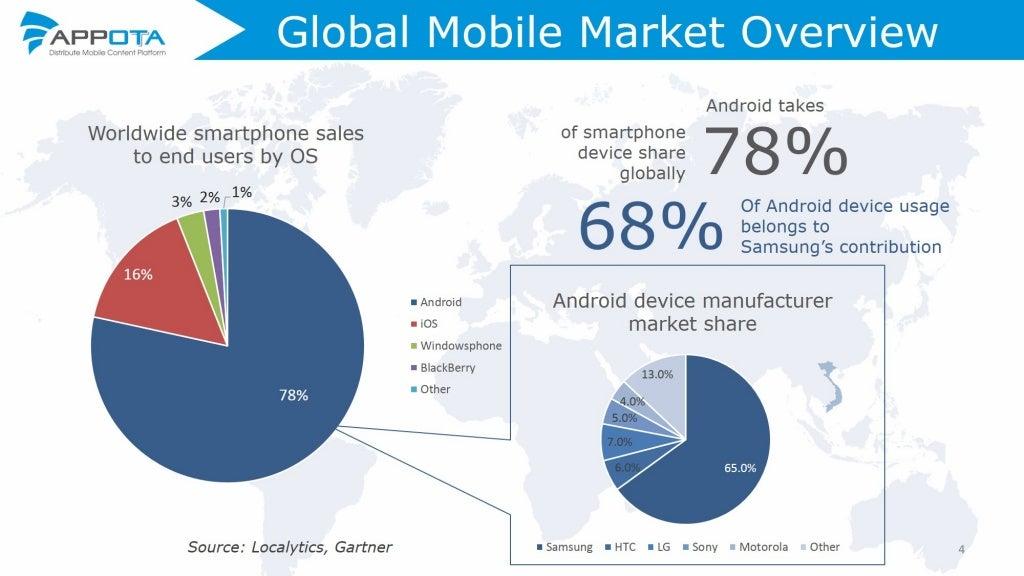 APPOTA
Distribute Mobile Content Platform
Global Mobile Market Overview
Worldwide smartphone sales
to end users by OS
3%
2%
1%
16%
78%
Android
iOS
Windowsphone
BlackBerry
Other
Android takes
of smartphone
device share
globally
78%
68%
Of Android device usage
belongs to
Samsung's contribution
Android device manufacturer
market share
13.0%
4.0%
5.0%
7.0%
6.0%
65.0%
Samsung HTC LG Sony Motorola Other
Source: Localytics, Gartner
4